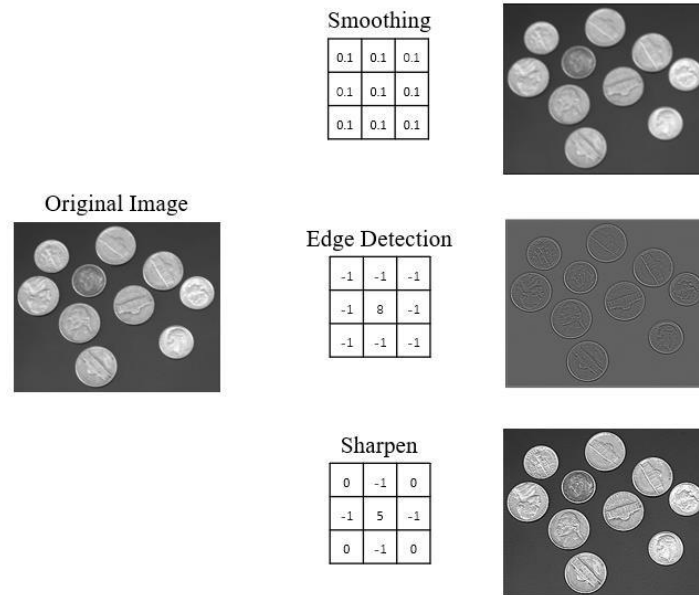 Smoothing
0.1 0.1 0.1
0.1 0.1 0.1
0.1 0.1 0.1
Original Image
Edge Detection
-1 -1 -1
-1 8 -1
-1 -1 -1
Sharpen
0 -1 0
-1 5 -1
0 -1 0